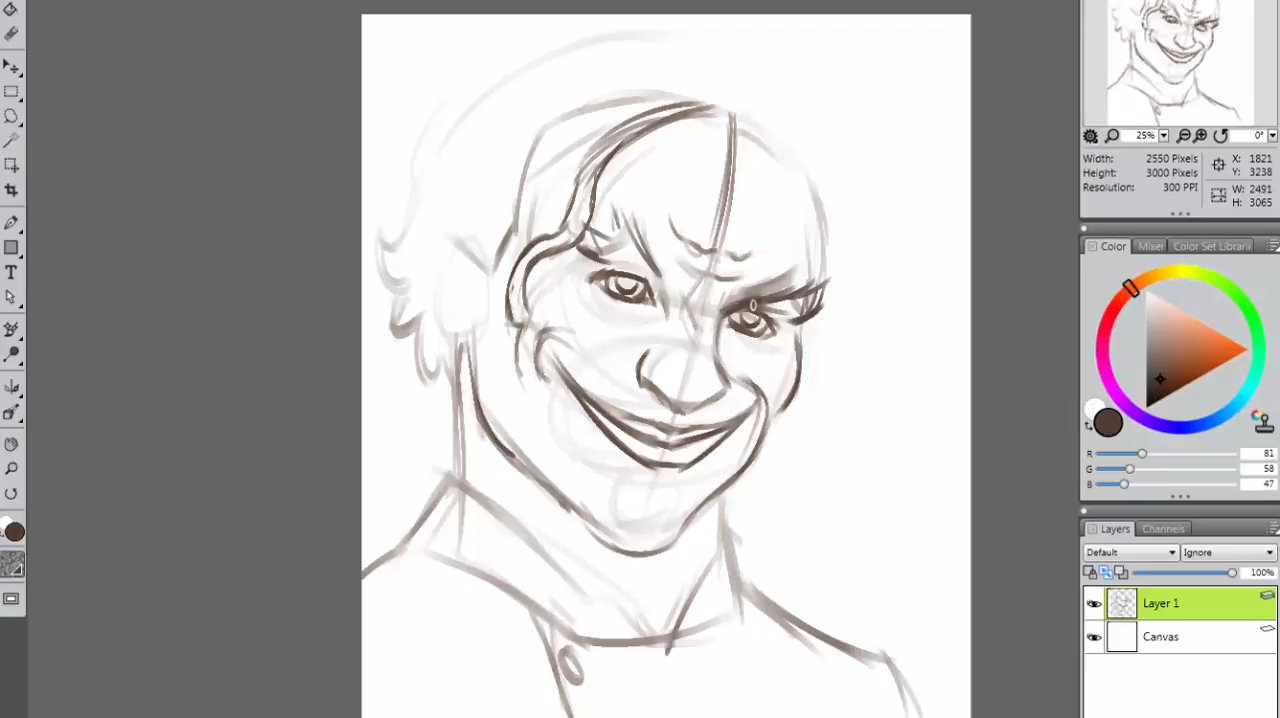 25%
0°
Width: 2550 Pixels
Height: 3000 Pixels
Resolution: 300 PPI
X: 1821
Y: 3238
W: 2491
H: 3065
Color Mixer Color Set Librari
R 81
G 58
B 47
Layers Channels
Default Ignore
100%
Layer 1
Canvas
T